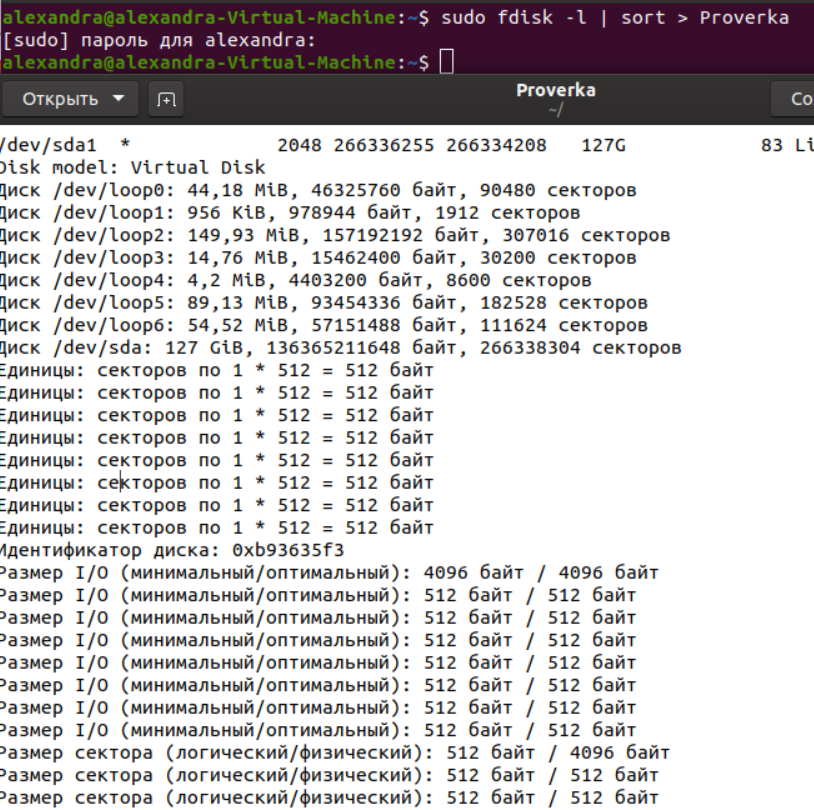 alexandra@alexandra-Virtual-Machine:~$ sudo fdisk -l | sort > Proverka
[sudo] пароль для alexandra:
alexandra@alexandra-Virtual-Machine:~$
Открыть
Proverka
~/
Со
/dev/sda1 * 2048 266336255 266334208 127G 83 Li
Disk model: Virtual Disk
Диск /dev/loop0: 44,18 MiB, 46325760 байт, 90480 секторов
Диск /dev/loop1: 956 KiB, 978944 байт, 1912 секторов
Диск /dev/loop2: 149,93 MiB, 157192192 байт, 307016 секторов
Диск /dev/loop3: 14,76 MiB, 15462400 байт, 30200 секторов
Диск /dev/loop4: 4,2 MiB, 4403200 байт, 8600 секторов
Диск /dev/loop5: 89,13 MiB, 93454336 байт, 182528 секторов
Диск /dev/loop6: 54,52 MiB, 57151488 байт, 111624 секторов
Диск /dev/sda: 127 GiB, 136365211648 байт, 266338304 секторов
Единицы: секторов по 1 * 512 = 512 байт
Единицы: секторов по 1 * 512 = 512 байт
Единицы: секторов по 1 * 512 = 512 байт
Единицы: секторов по 1 * 512 = 512 байт
Единицы: секторов по 1 * 512 = 512 байт
Единицы: секторов по 1 * 512 = 512 байт
Единицы: секторов по 1 * 512 = 512 байт
Единицы: секторов по 1 * 512 = 512 байт
Идентификатор диска: 0xb93635f3
Размер I/O (минимальный/оптимальный): 4096 байт / 4096 байт
Размер I/O (минимальный/оптимальный): 512 байт / 512 байт
Размер I/O (минимальный/оптимальный): 512 байт / 512 байт
Размер I/O (минимальный/оптимальный): 512 байт / 512 байт
Размер I/O (минимальный/оптимальный): 512 байт / 512 байт
Размер I/O (минимальный/оптимальный): 512 байт / 512 байт
Размер I/O (минимальный/оптимальный): 512 байт / 512 байт
Размер I/O (минимальный/оптимальный): 512 байт / 512 байт
Размер сектора (логический/физический): 512 байт / 4096 байт
Размер сектора (логический/физический): 512 байт / 512 байт
Размер сектора (логический/физический): 512 байт / 512 байт